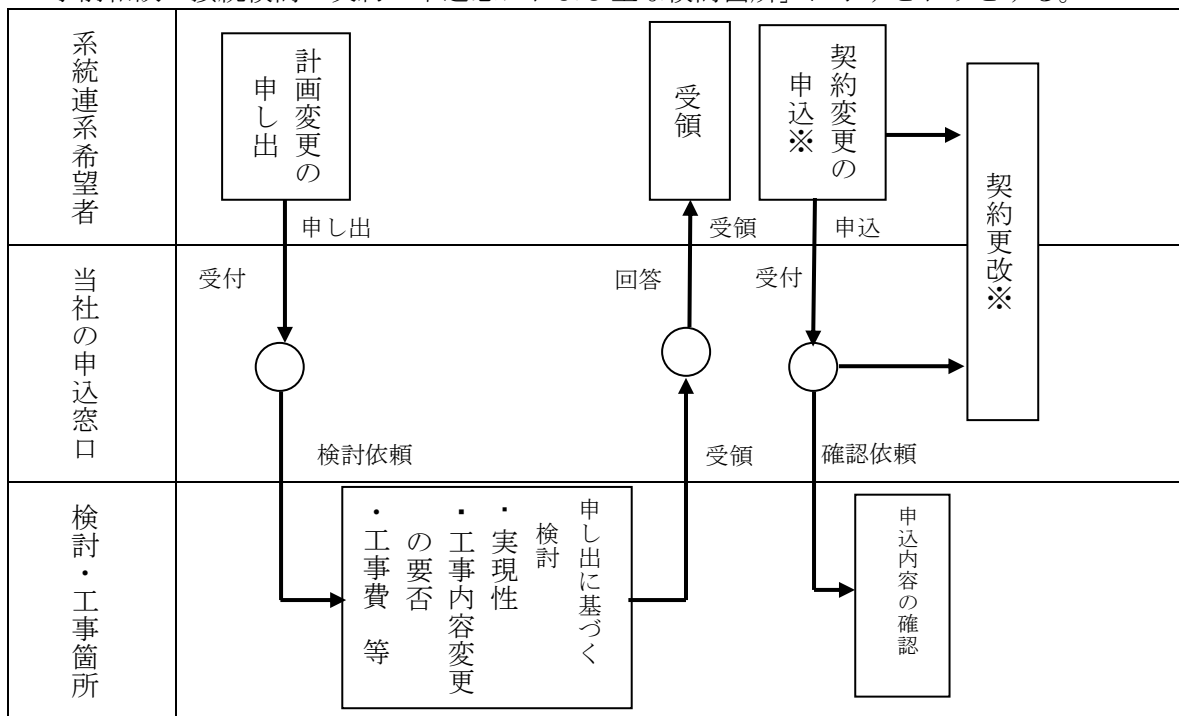 系統連系希望者
計画変更の
申し出
受領
契約変更の
申込※
契約更改※
申し出
受領
申込
当社の申込窓口
受付
回答
受付
検討依頼
受領
確認依頼
検討・工事箇所
申し出に基づく
検討
・実現性
・工事内容変更
の要否
・工事費 等
申込内容の確認